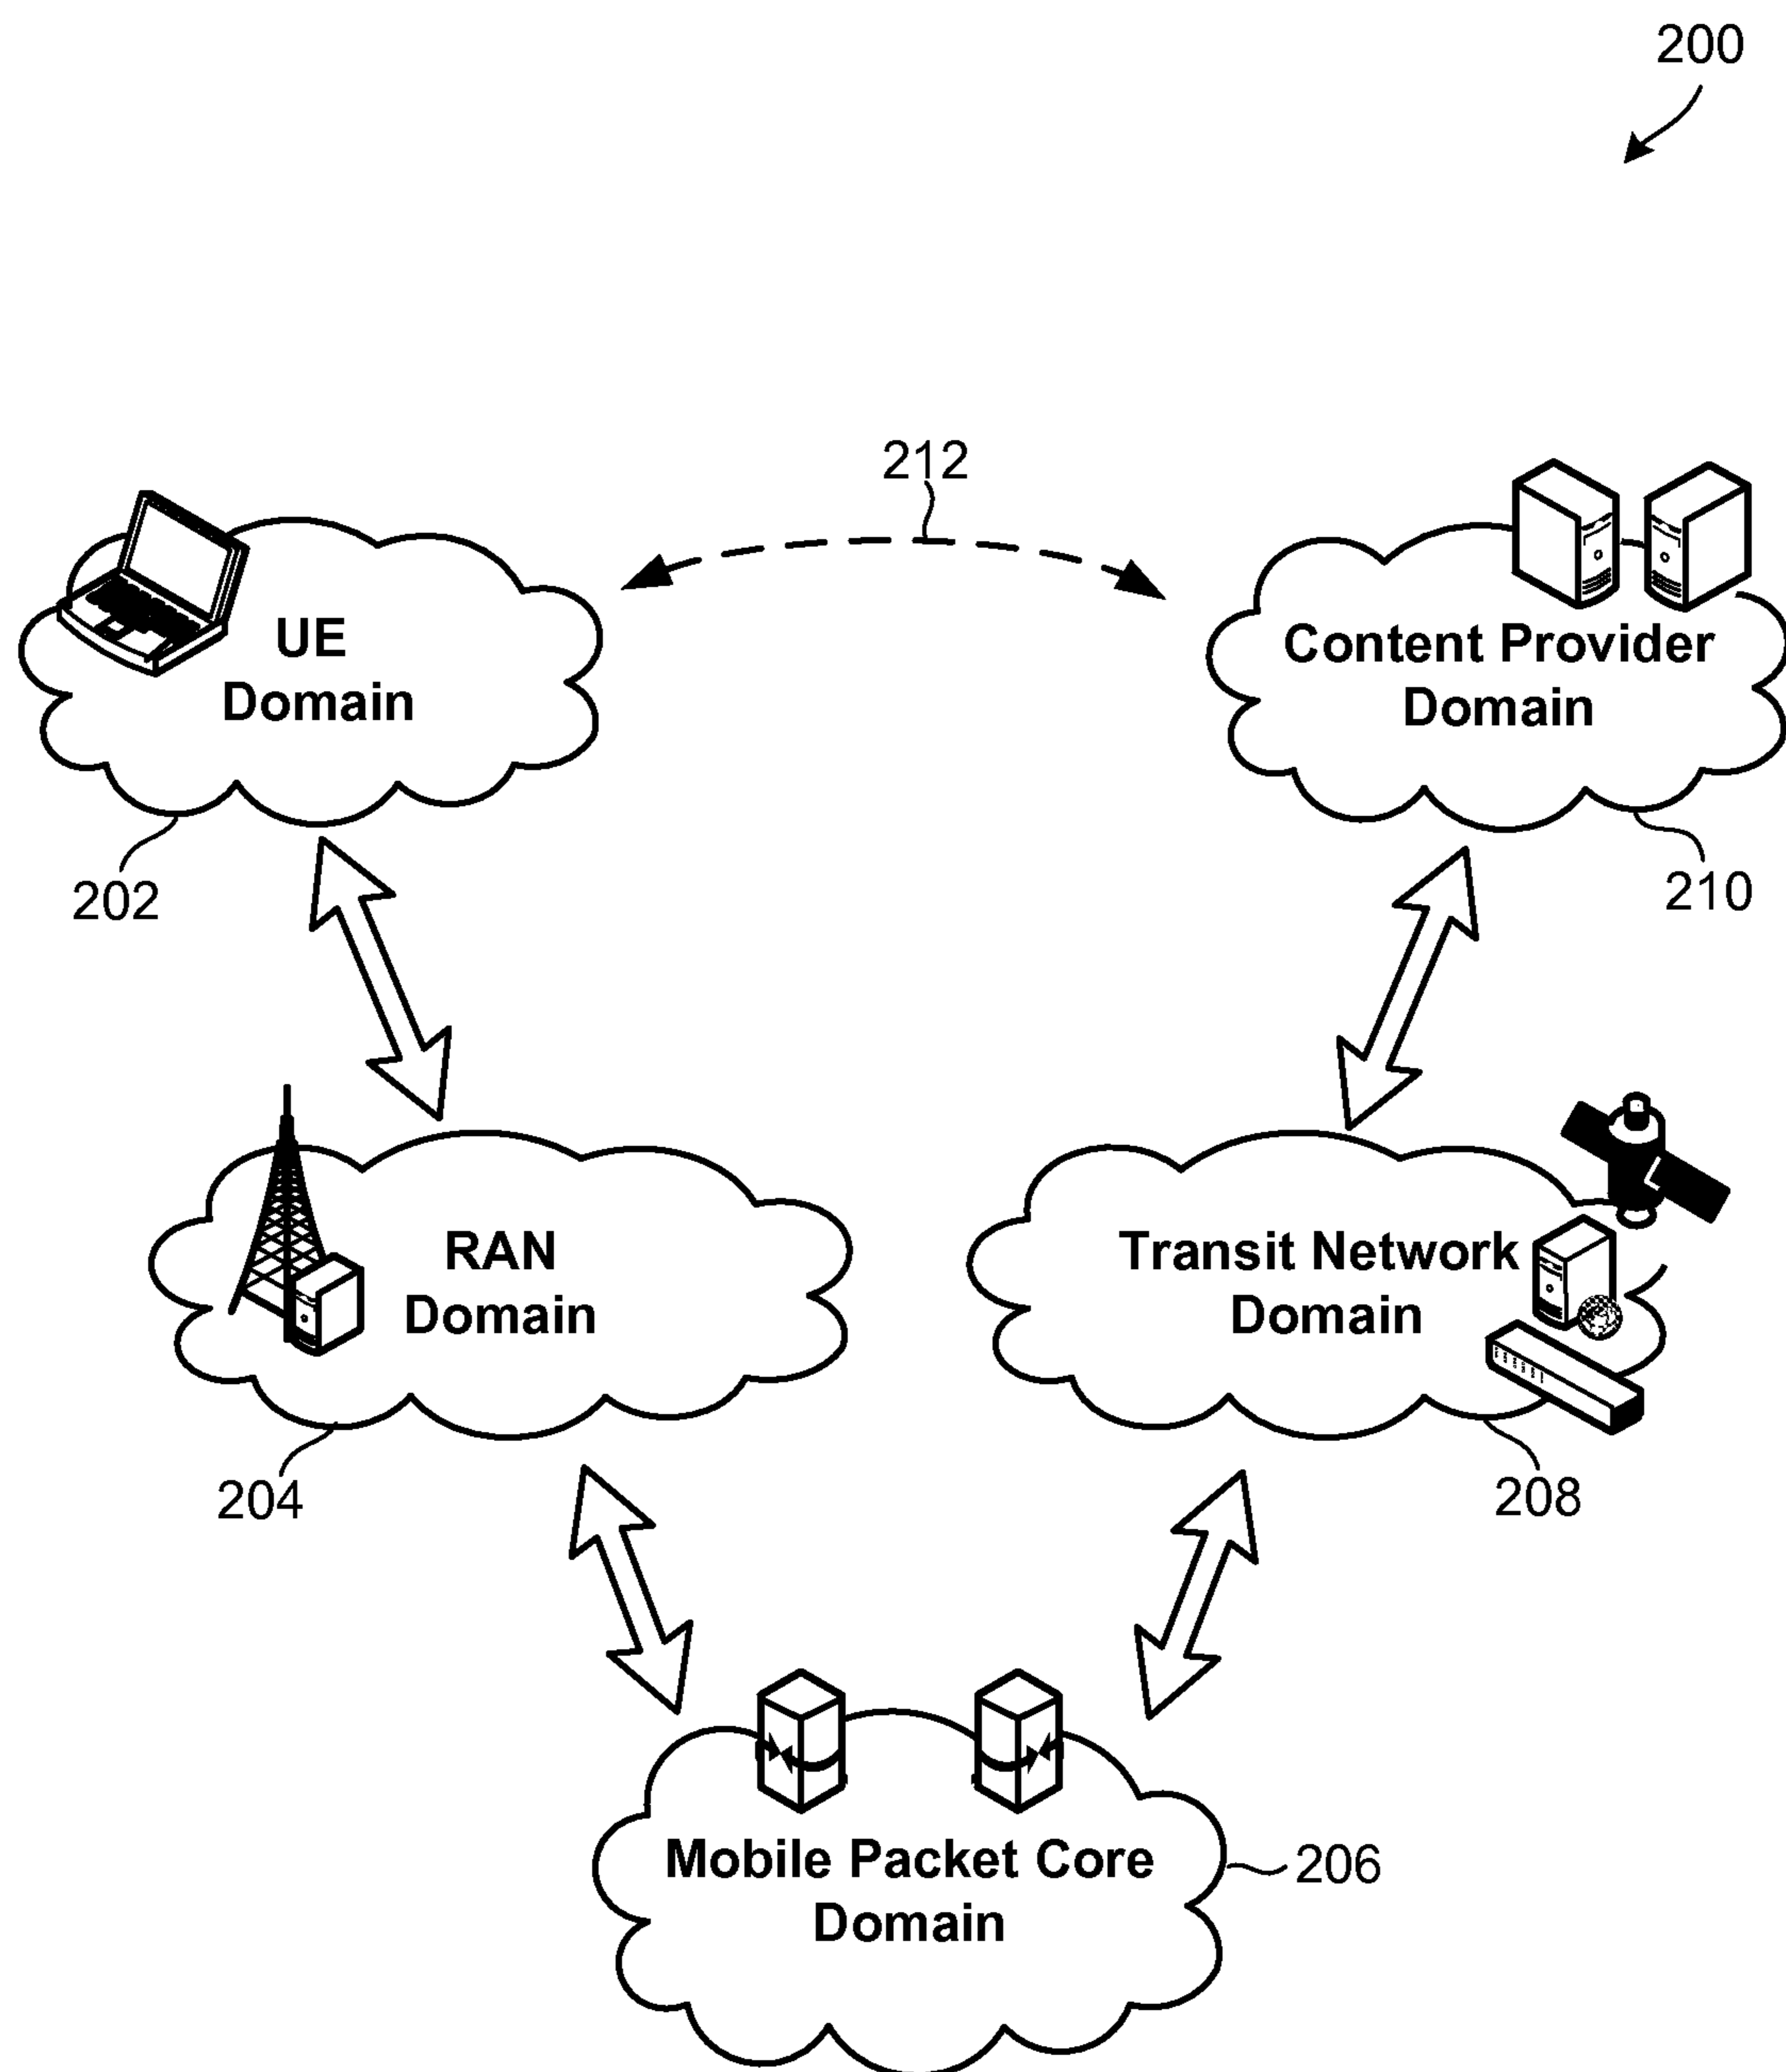 200
212
UE
Domain
Content Provider
Domain
202
210
RAN
Domain
Transit Network
Domain
204
208
Mobile Packet Core
Domain
206